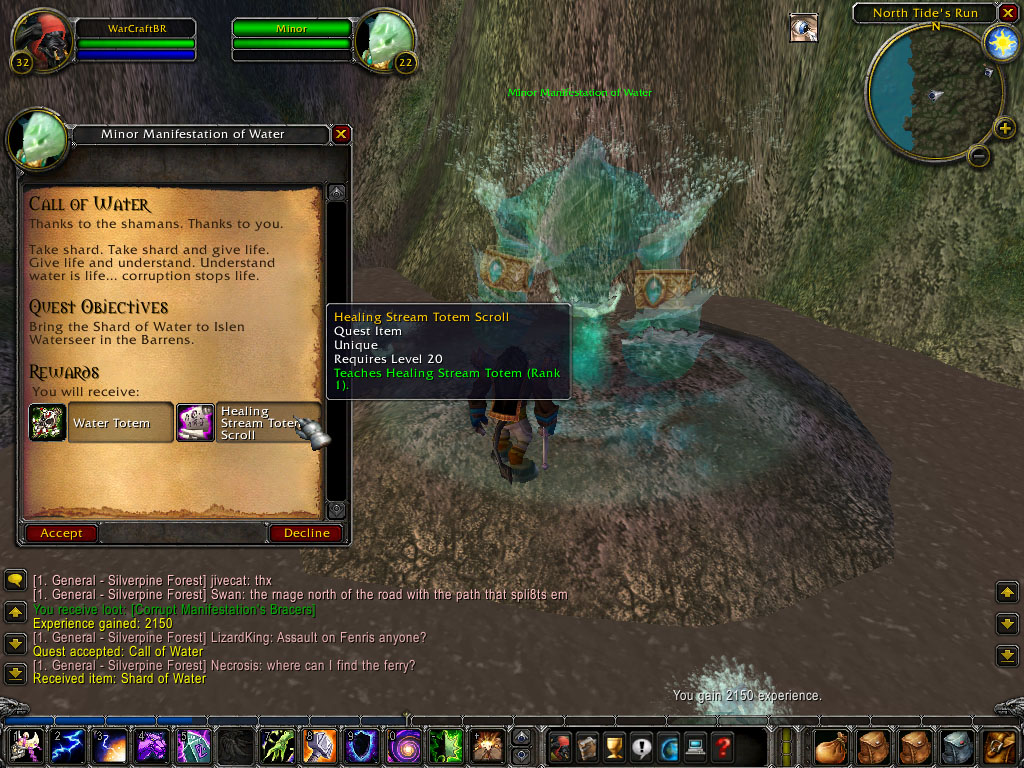 WarCraftBR
32
Minor
22
North Tide's Run
N
Minor Manifestation of Water
Minor Manifestation of Water
Call of Water
Thanks to the shamans. Thanks to you.
Take shard. Take shard and give life.
Give life and understand. Understand
water is life... corruption stops life.
Quest Objectives
Bring the Shard of Water to Islen
Waterseer in the Barrens.
Rewards
You will receive:
Water Totem
Healing
Stream Totem
Scroll
Healing Stream Totem Scroll
Quest Item
Unique
Requires Level 20
Teaches Healing Stream Totem (Rank
1).
Accept
Decline
[1. General - Silverpine Forest] jivecat: thx
[1. General - Silverpine Forest] Swan: the rnage north of the road with the path that spli8ts em
You receive loot: [Corrupt Manifestation's Bracers]
Experience gained: 2150
[1. General - Silverpine Forest] LizardKing: Assault on Fenris anyone?
Quest accepted: Call of Water
[1. General - Silverpine Forest] Necrosis: where can I find the ferry?
Received item: Shard of Water
You gain 2150 experience.